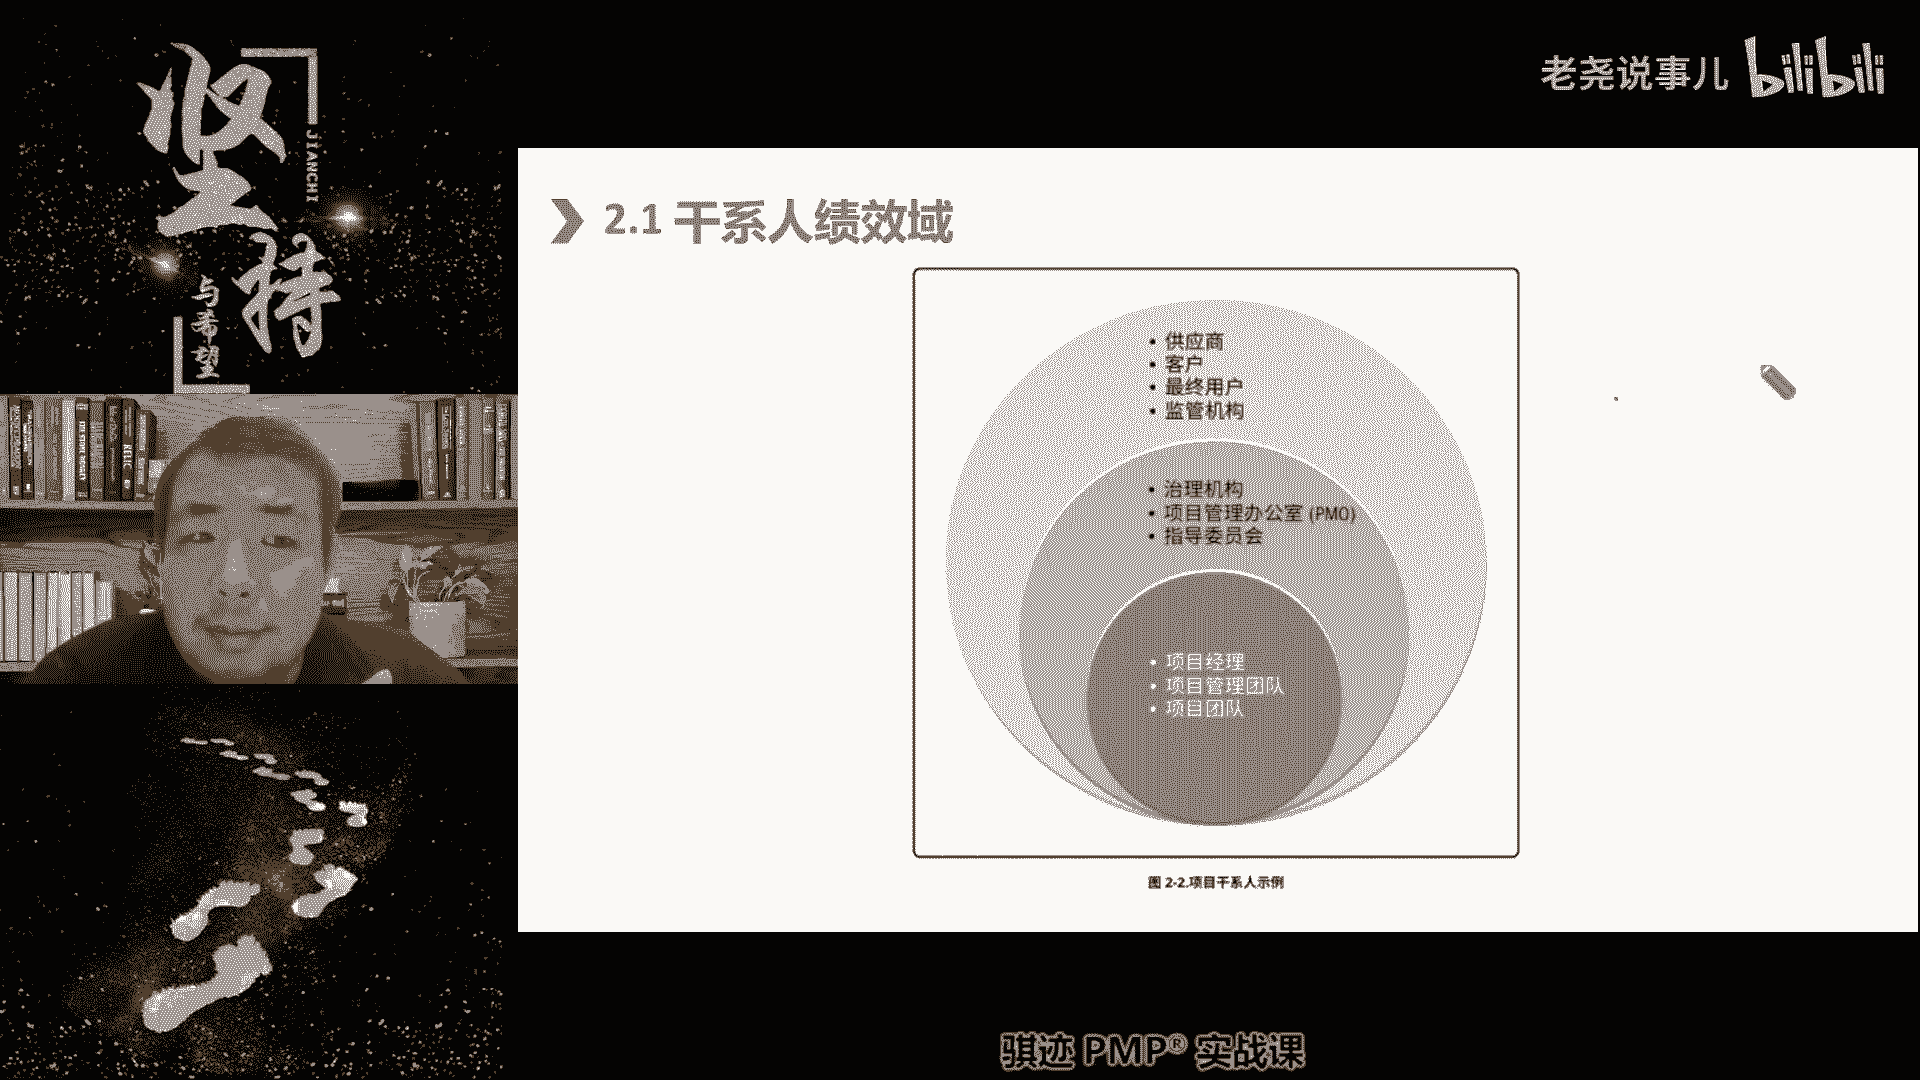 坚持
JIANCHI
与希望
老尧说事儿 bilibili
2.1 干系人绩效域
• 供应商
• 客户
• 最终用户
• 监管机构
• 治理机构
• 项目管理办公室 (PMO)
• 指导委员会
• 项目经理
• 项目管理团队
• 项目团队
图 2-2.项目干系人示例
骐迹 PMP® 实战课